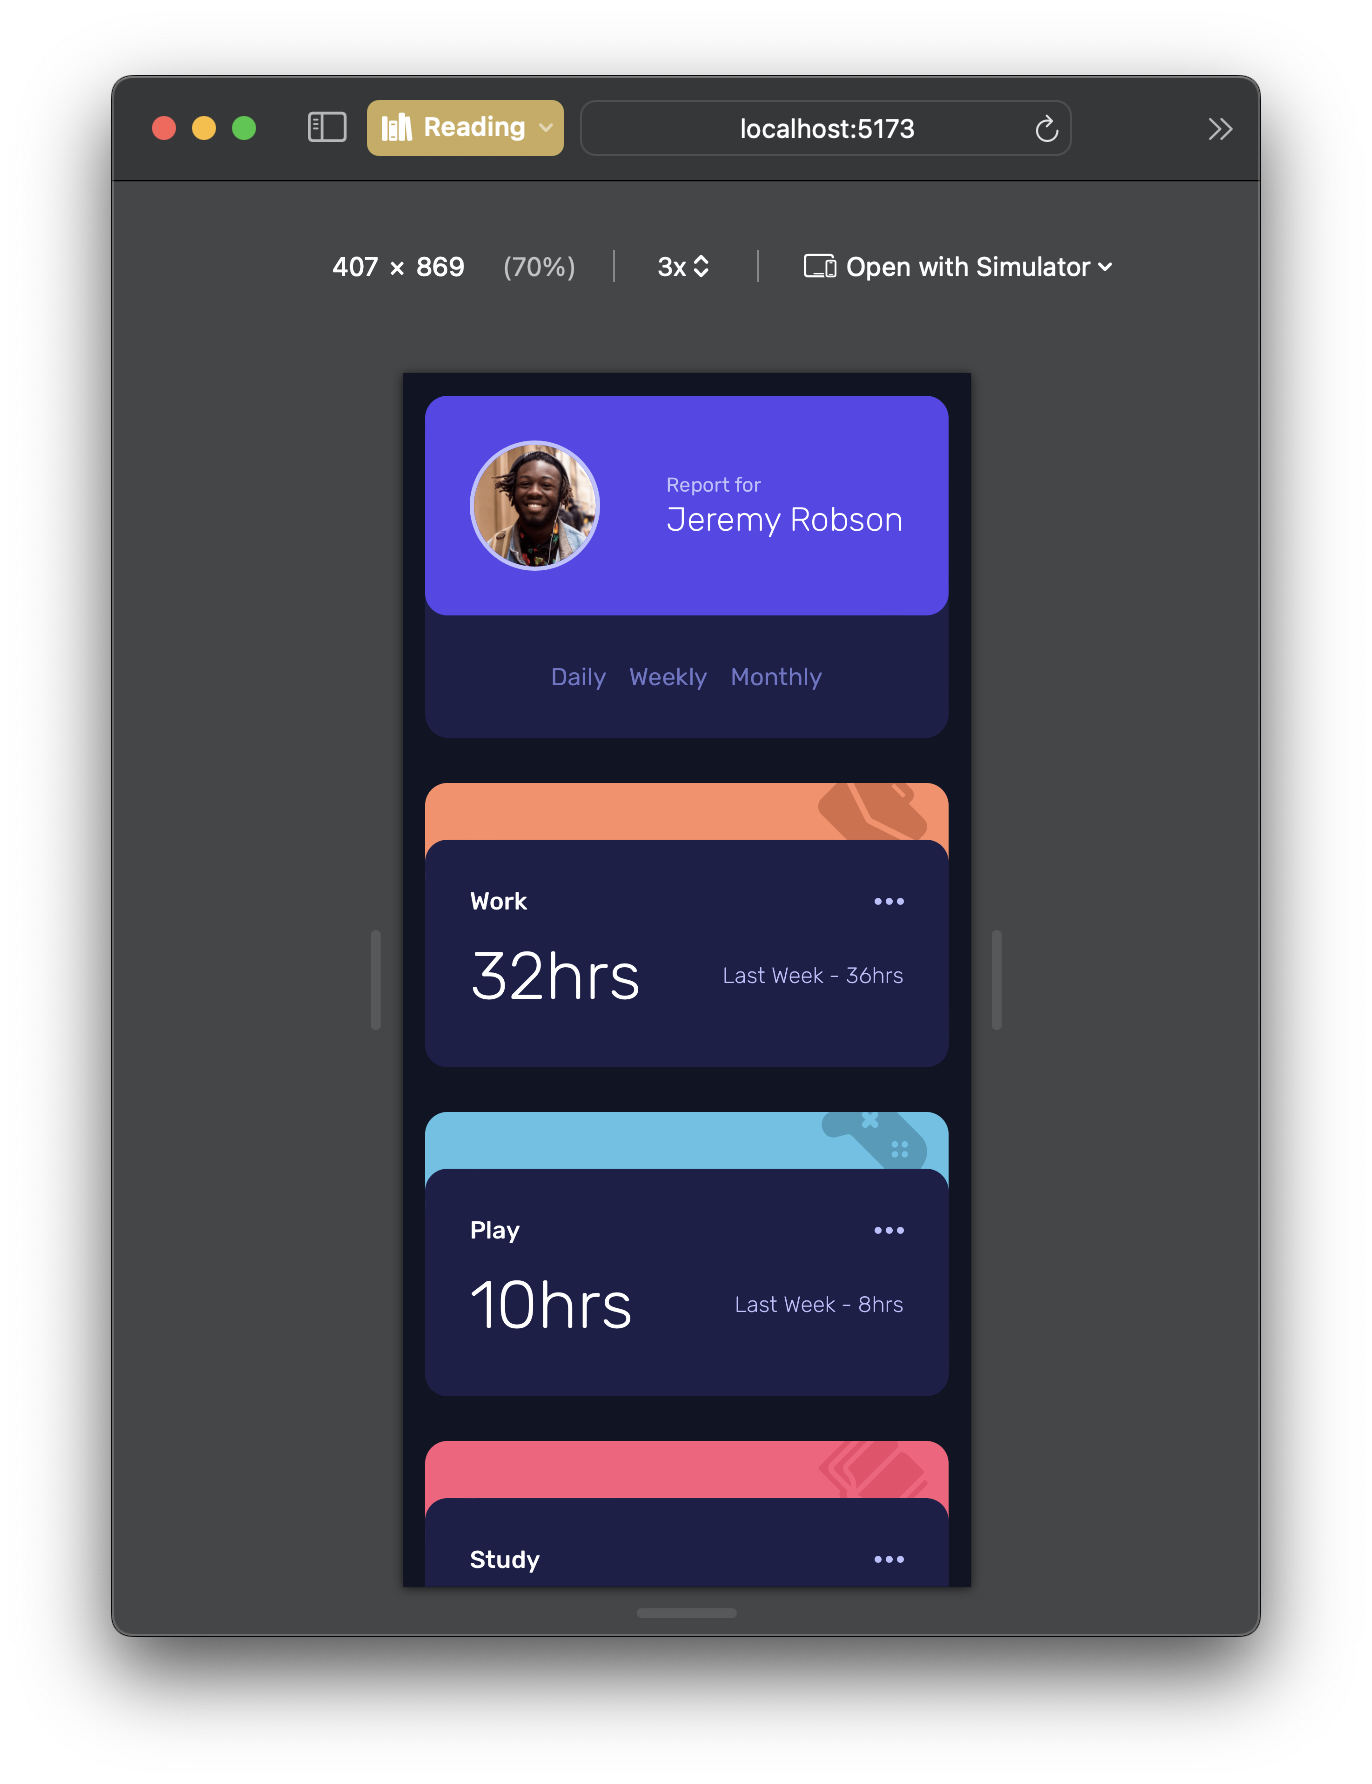 Reading localhost:5173
407 × 869 (70%) 3x Open with Simulator
Report for
Jeremy Robson
Daily Weekly Monthly
Work
32hrs Last Week - 36hrs
Play
10hrs Last Week - 8hrs
Study